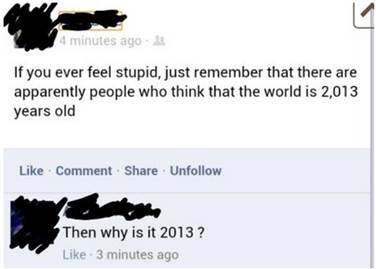 4 minutes ago ·
If you ever feel stupid, just remember that there are
apparently people who think that the world is 2,013
years old
Like · Comment · Share · Unfollow
Then why is it 2013 ?
Like · 3 minutes ago